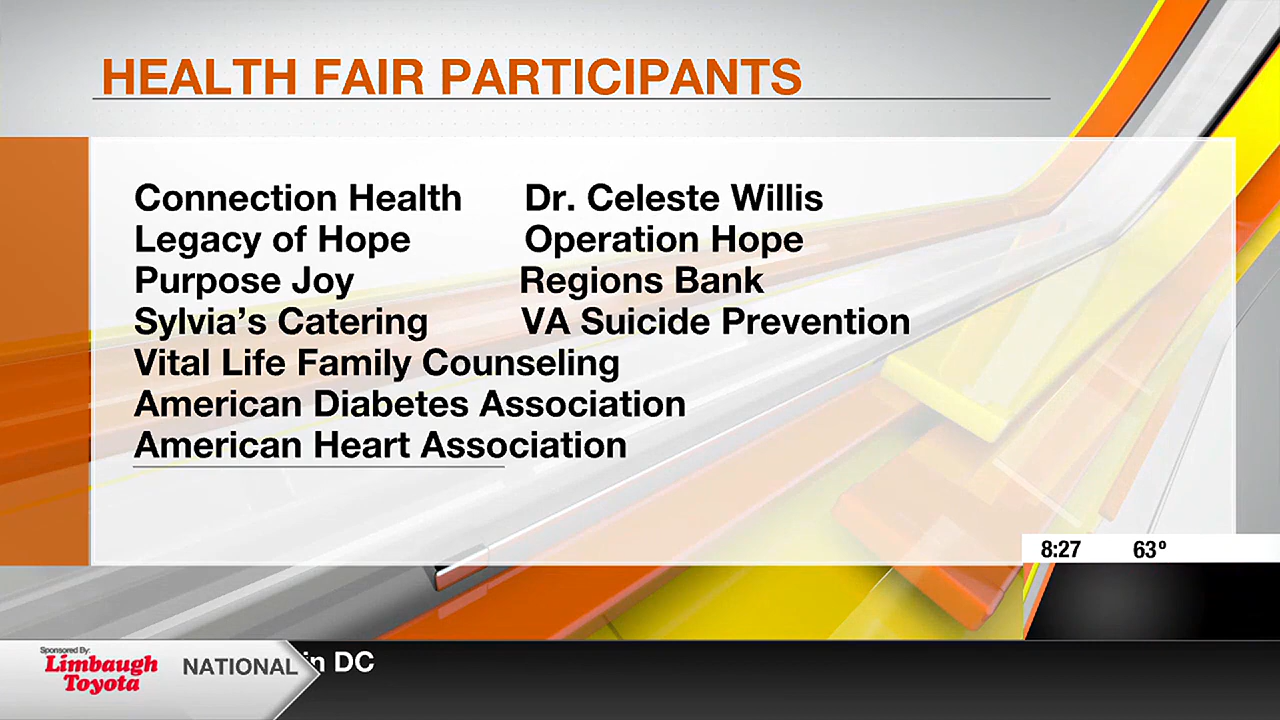 HEALTH FAIR PARTICIPANTS
Connection Health Dr. Celeste Willis
Legacy of Hope Operation Hope
Purpose Joy Regions Bank
Sylvia’s Catering VA Suicide Prevention
Vital Life Family Counseling
American Diabetes Association
American Heart Association
8:27 63º
Sponsored By:
Limbaugh
Toyota
NATIONAL
in DC